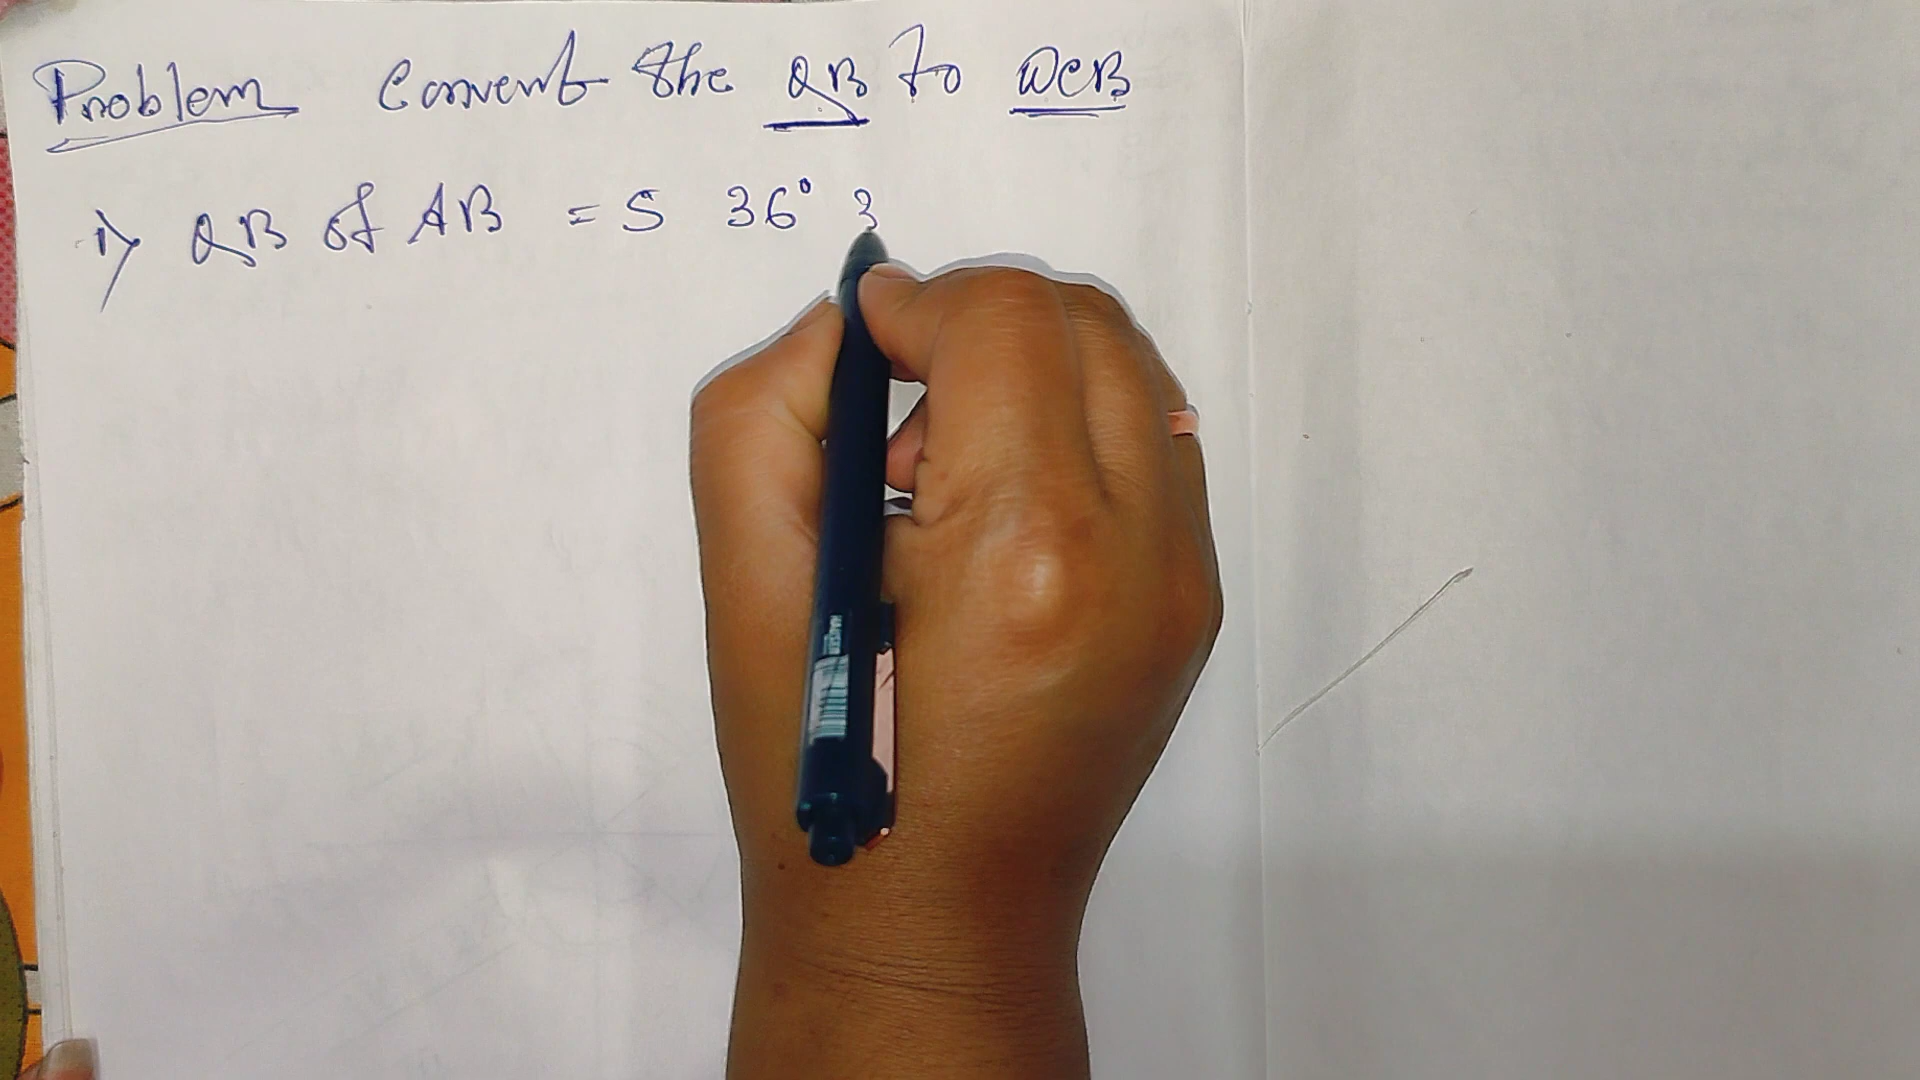 Problem Convert the QB to WCB
1) QB of AB = S 36° 3